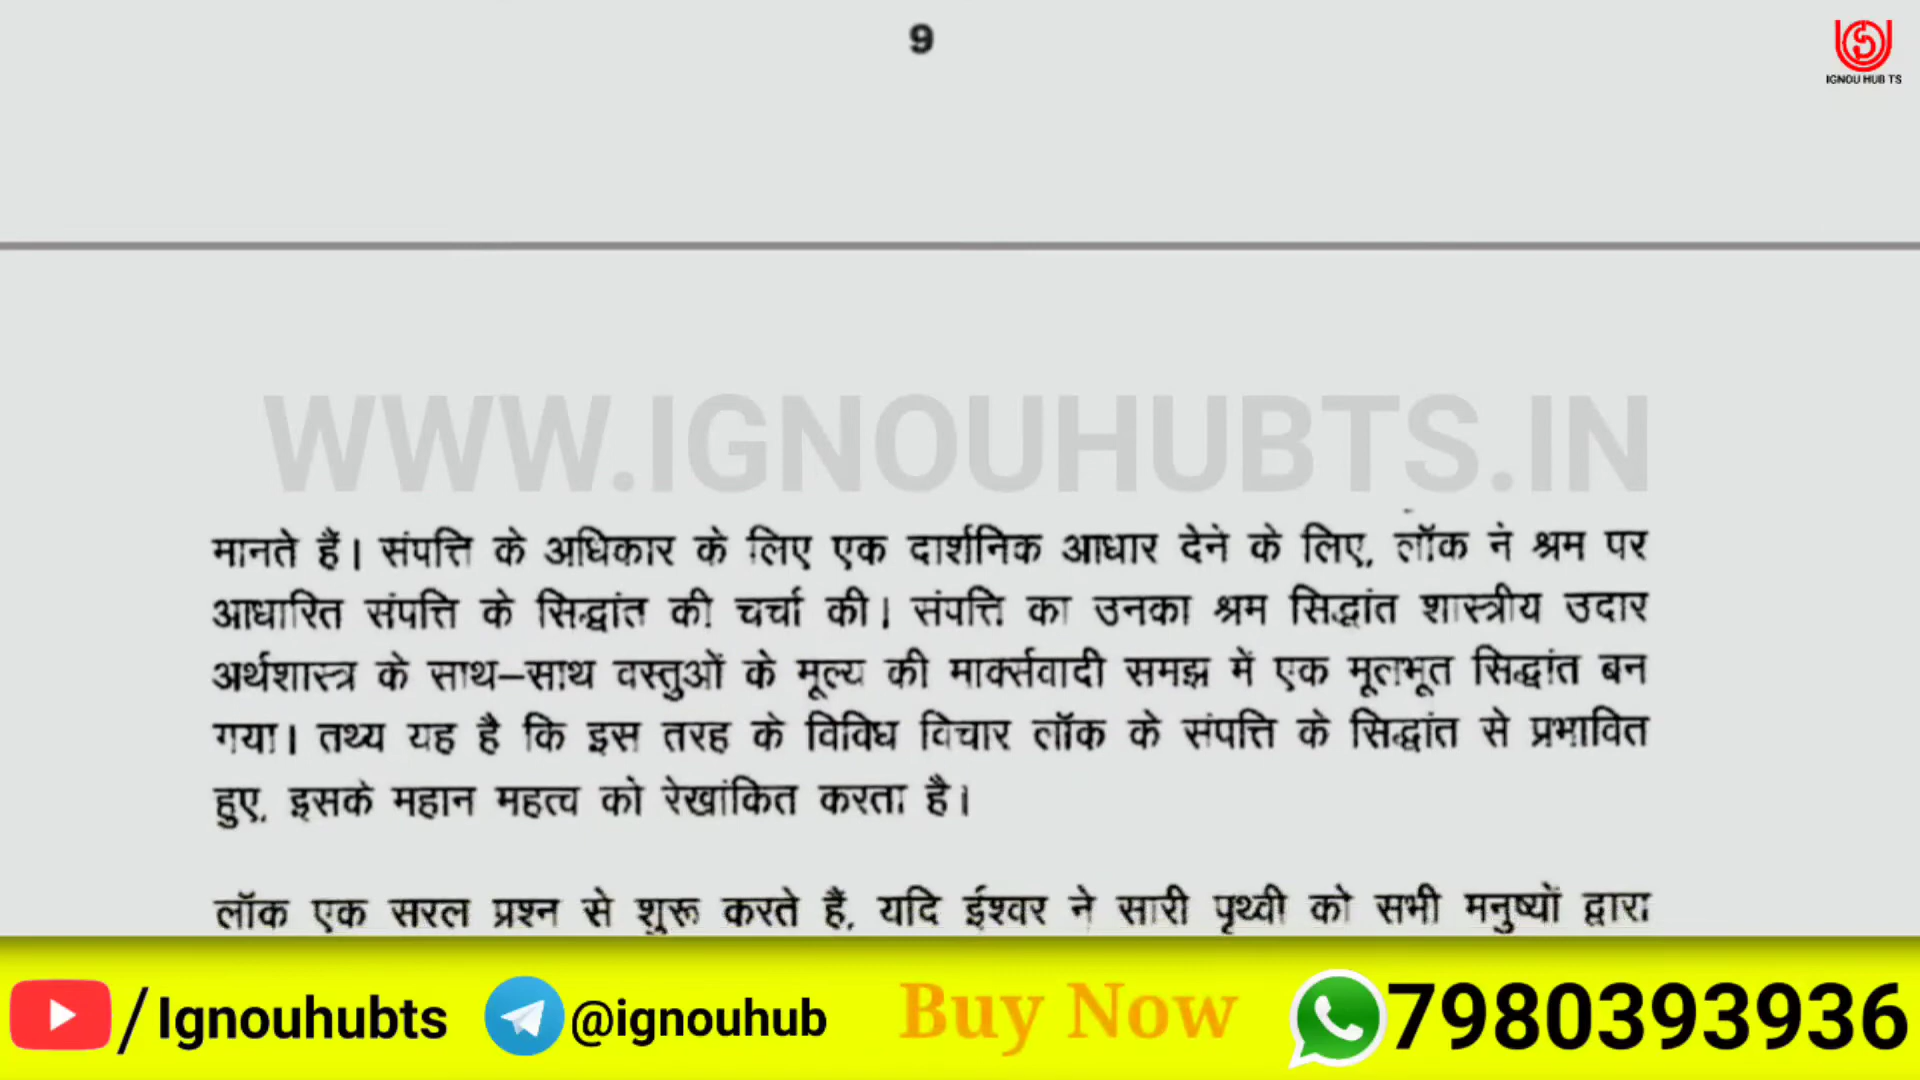 9
IGNOU HUB TS
WWW.IGNOUHUBTS.IN
मानते हैं। संपत्ति के अधिकार के लिए एक दार्शनिक आधार देने के लिए, लॉक ने श्रम पर
आधारित संपत्ति के सिद्धांत की चर्चा की। संपत्ति का उनका श्रम सिद्धांत शास्त्रीय उदार
अर्थशास्त्र के साथ–साथ वस्तुओं के मूल्य की मार्क्सवादी समझ में एक मूलभूत सिद्धांत बन
गया। तथ्य यह है कि इस तरह के विविध विचार लॉक के संपत्ति के सिद्धांत से प्रभावित
हुए, इसके महान महत्व को रेखांकित करता है।
लॉक एक सरल प्रश्न से शुरू करते हैं, यदि ईश्वर ने सारी पृथ्वी को सभी मनुष्यों द्वारा
/Ignouhubts @ignouhub Buy Now 7980393936